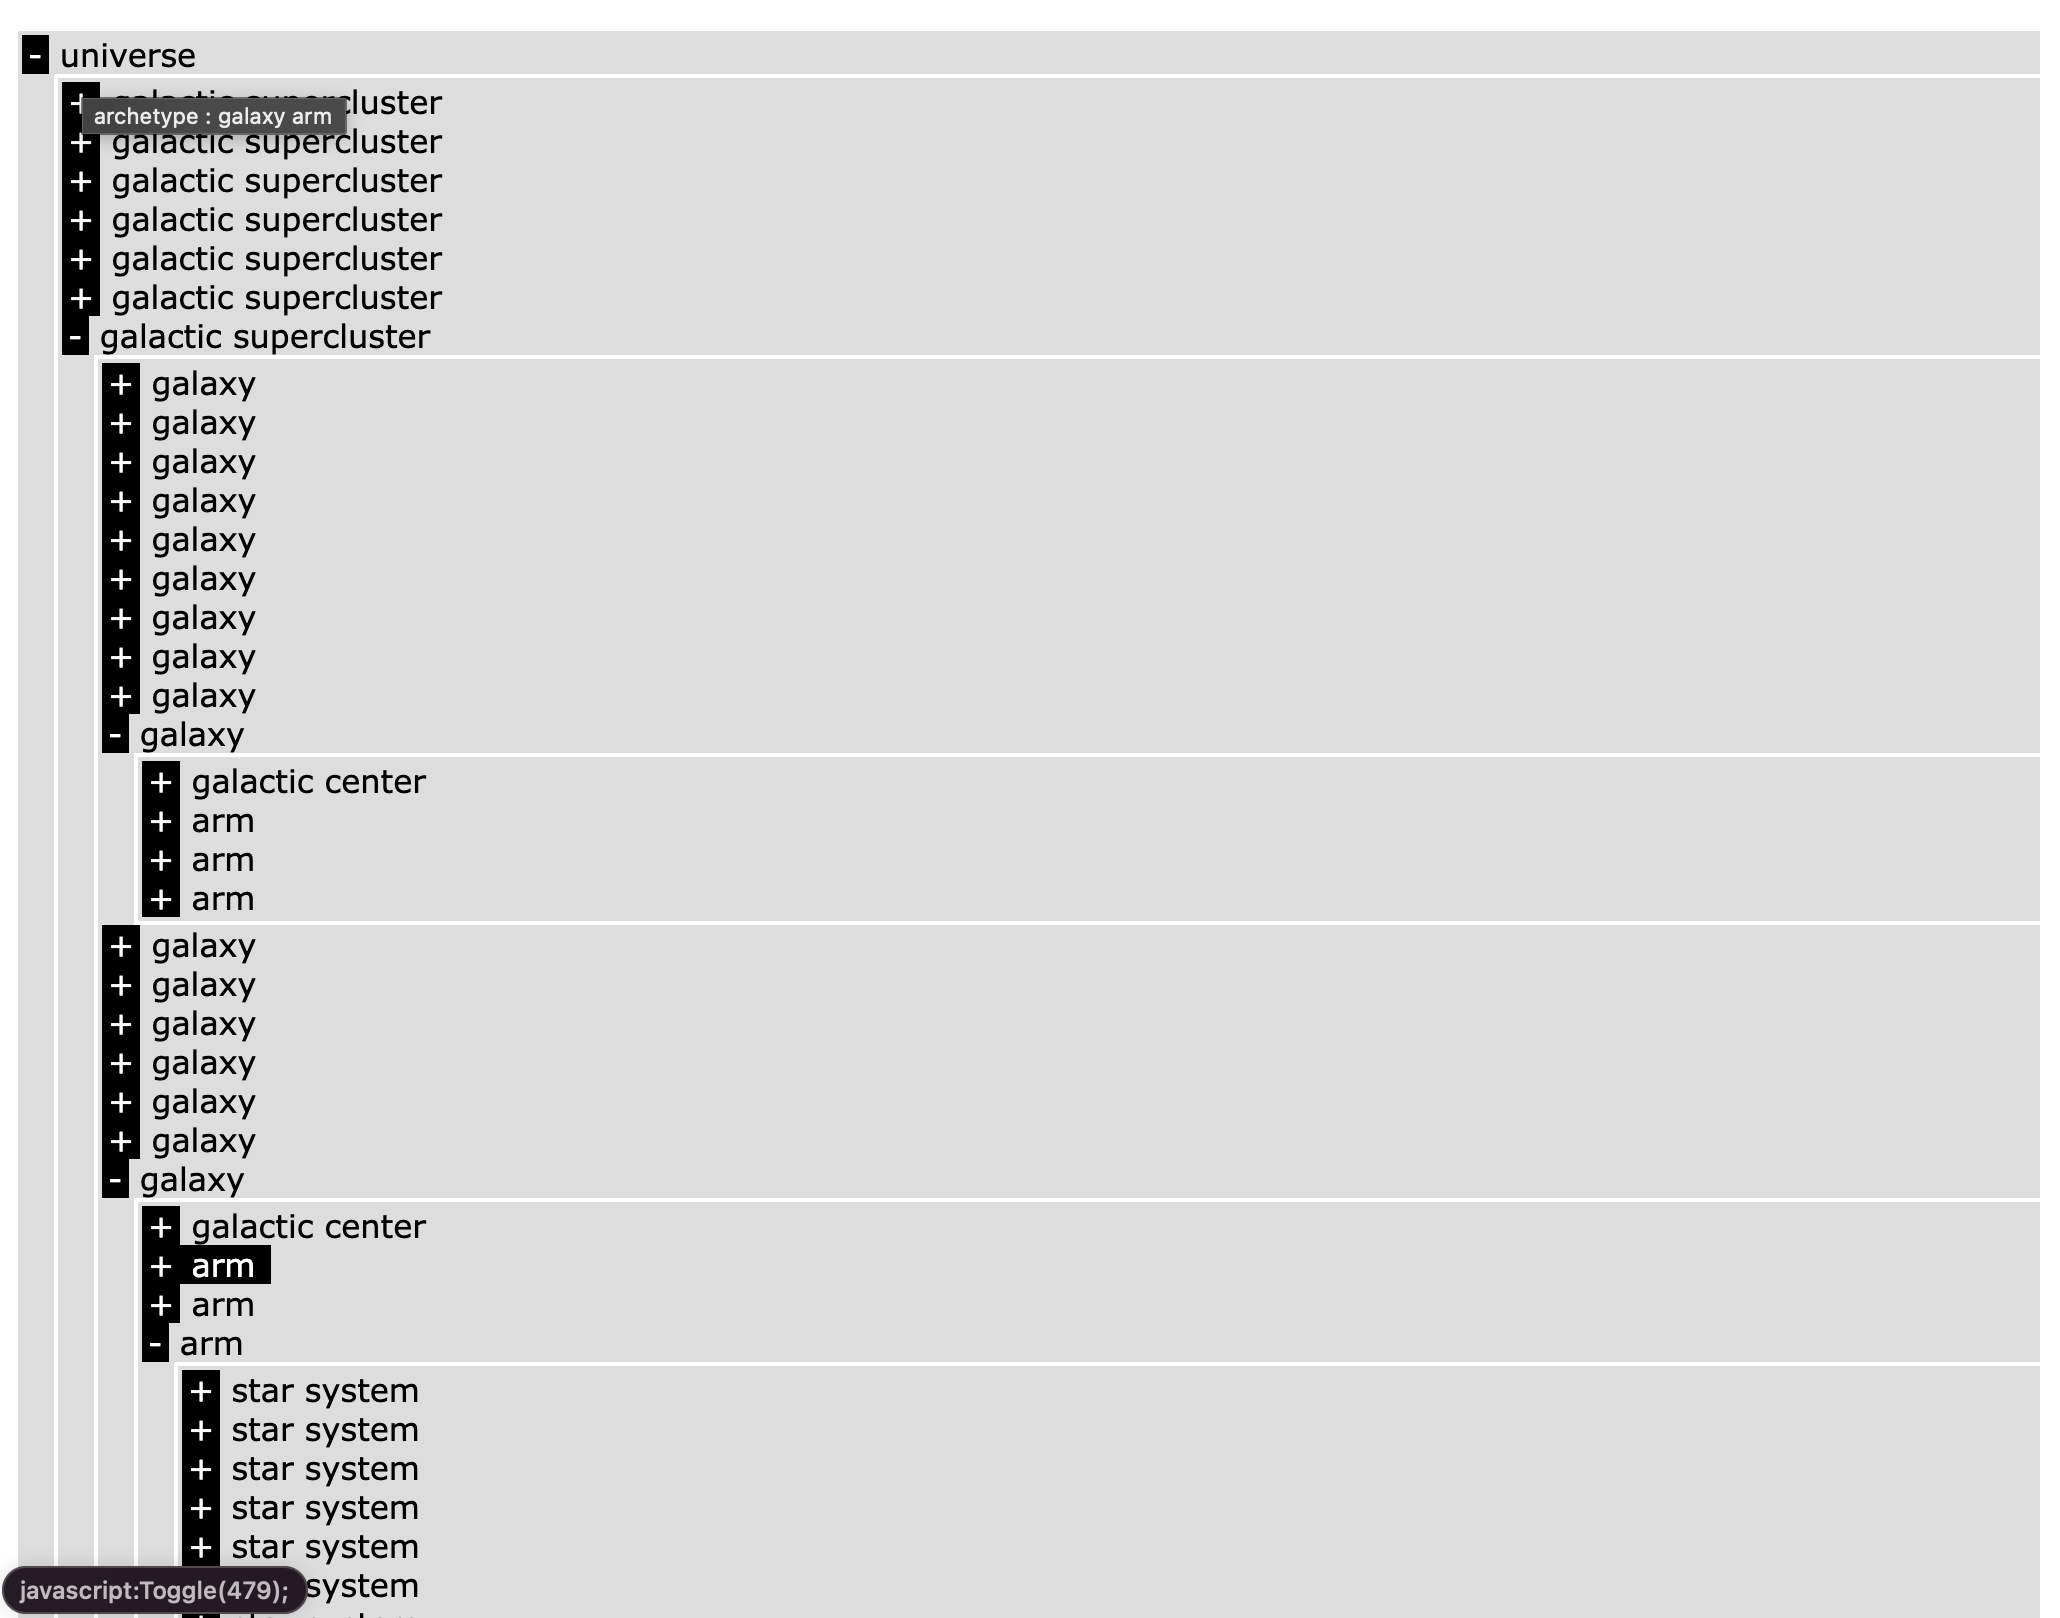 - universe
+ galactic supercluster
archetype : galaxy arm
+ galactic supercluster
+ galactic supercluster
+ galactic supercluster
+ galactic supercluster
+ galactic supercluster
- galactic supercluster
+ galaxy
+ galaxy
+ galaxy
+ galaxy
+ galaxy
+ galaxy
+ galaxy
+ galaxy
+ galaxy
- galaxy
+ galactic center
+ arm
+ arm
+ arm
+ galaxy
+ galaxy
+ galaxy
+ galaxy
+ galaxy
+ galaxy
- galaxy
+ galactic center
+ arm
+ arm
- arm
+ star system
+ star system
+ star system
+ star system
+ star system
system
javascript:Toggle(479);